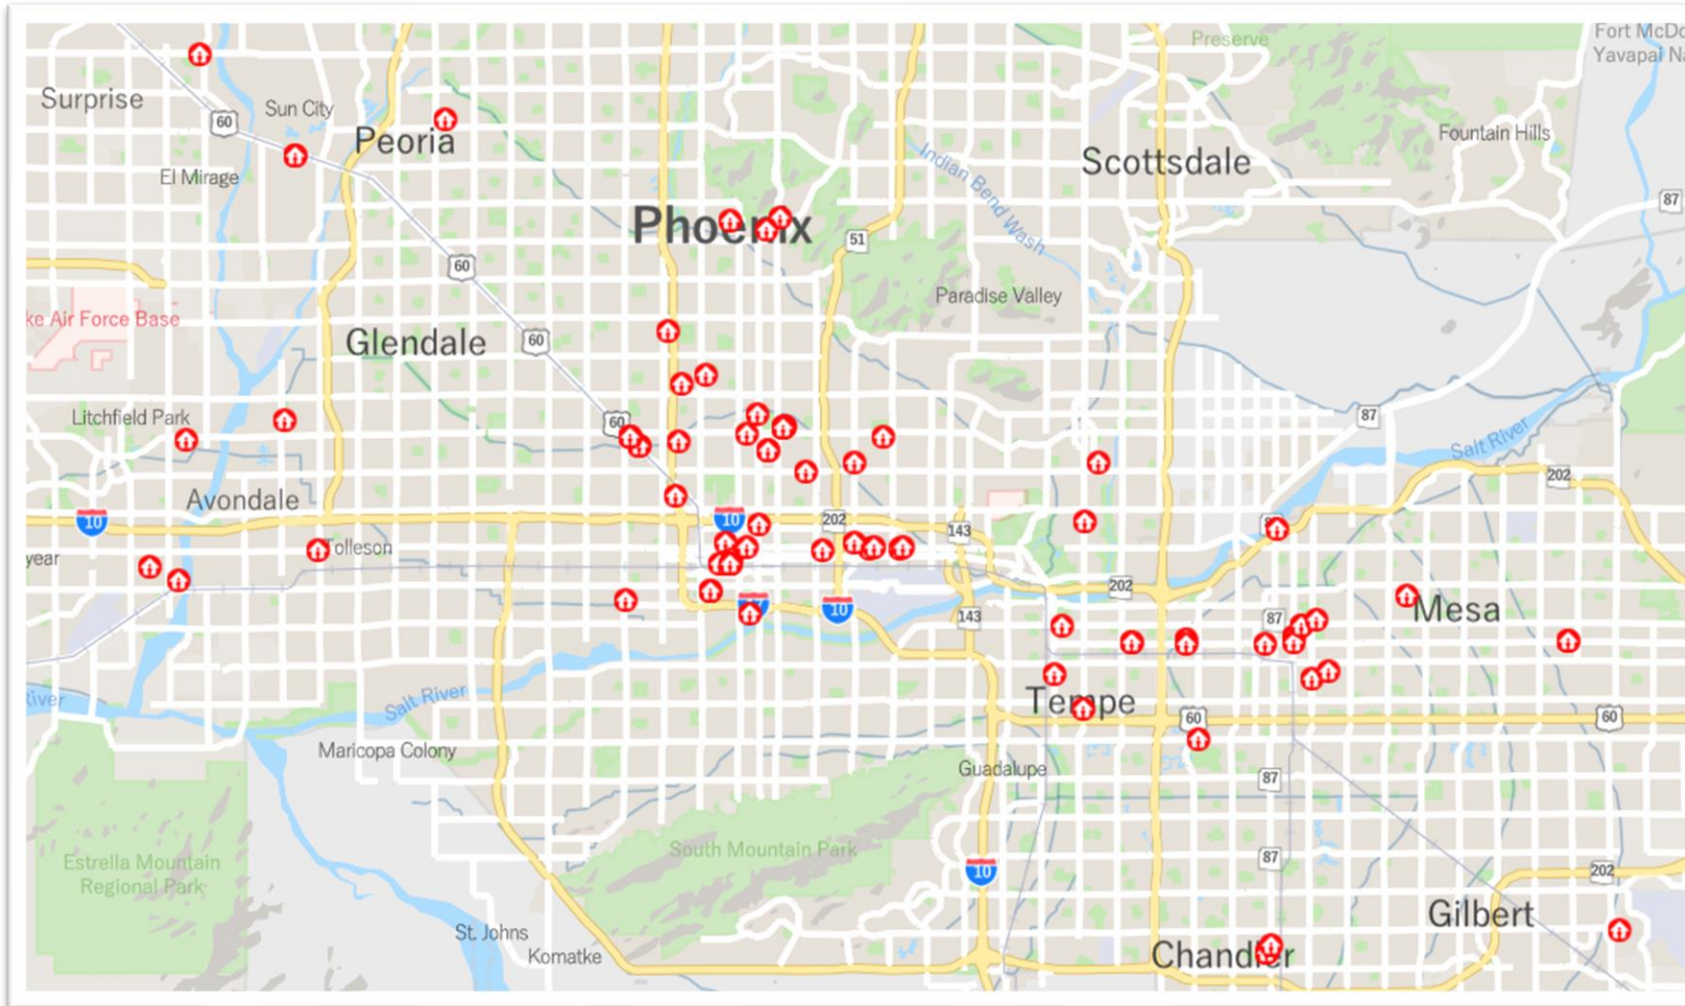 Preserve
Fort McDo
Yavapai Na
Surprise
60
Sun City
Peoria
El Mirage
Indian Bend Wash
Scottsdale
Fountain Hills
87
Phoenix
51
60
Paradise Valley
ke Air Force Base
Glendale
60
Litchfield Park
60
87
Salt River
Avondale
202
10
10
202
143
year
Tolleson
202
10
143
87
Mesa
River
Salt River
Tempe
60
60
Maricopa Colony
Guadalupe
87
Estrella Mountain
Regional Park
South Mountain Park
87
10
202
Gilbert
St. Johns
Komatke
Chandler